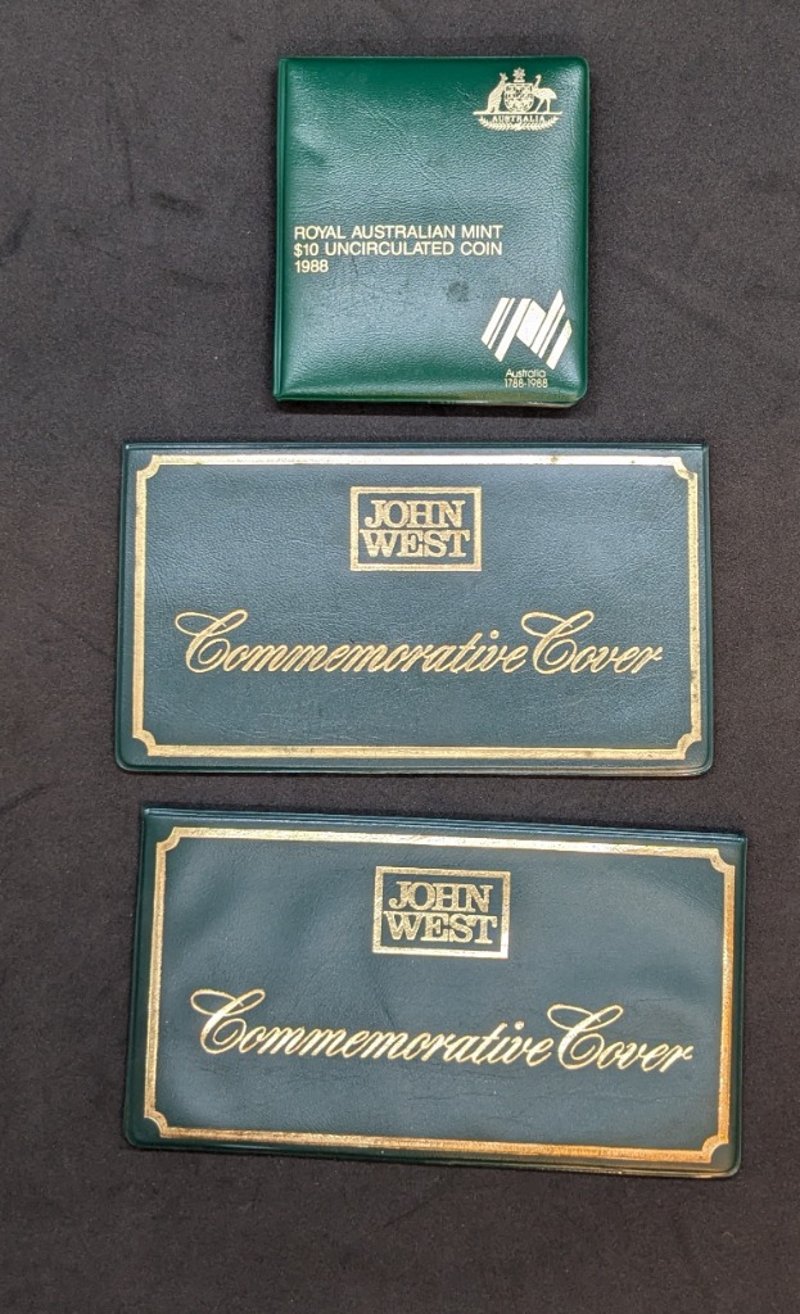 AUSTRALIA
ROYAL AUSTRALIAN MINT
$10 UNCIRCULATED COIN
1988
Australia
1788-1988
JOHN
WEST
Commemorative Cover
JOHN
WEST
Commemorative Cover